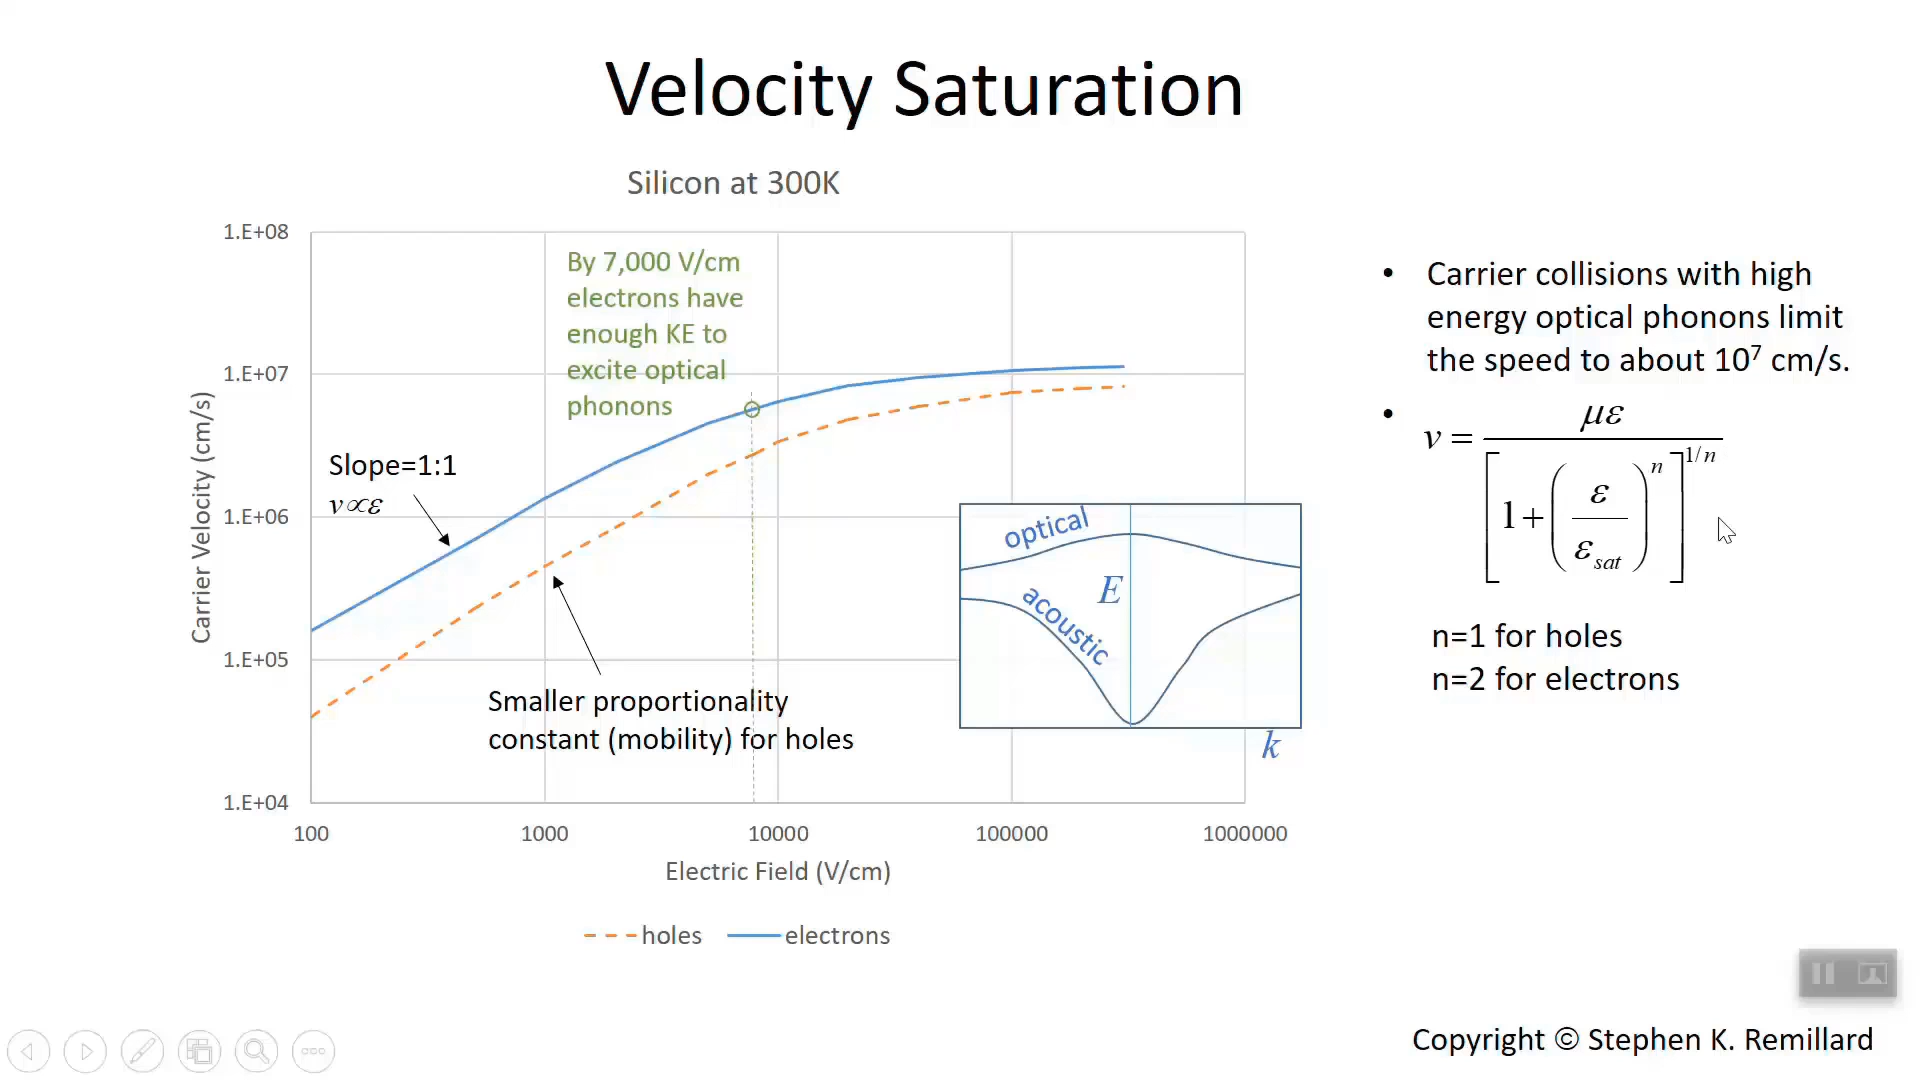 Velocity Saturation
Silicon at 300K
1.E+08
1.E+07
1.E+06
1.E+05
1.E+04
Carrier Velocity (cm/s)
100 1000 10000 100000 1000000
Electric Field (V/cm)
holes electrons
By 7,000 V/cm
electrons have
enough KE to
excite optical
phonons
Slope=1:1
v∝ε
Smaller proportionality
constant (mobility) for holes
optical
acoustic
E
k
• Carrier collisions with high
energy optical phonons limit
the speed to about 10⁷ cm/s.
• v = με / [1+(ε/ε_sat)^n]^1/n
n=1 for holes
n=2 for electrons
Copyright © Stephen K. Remillard